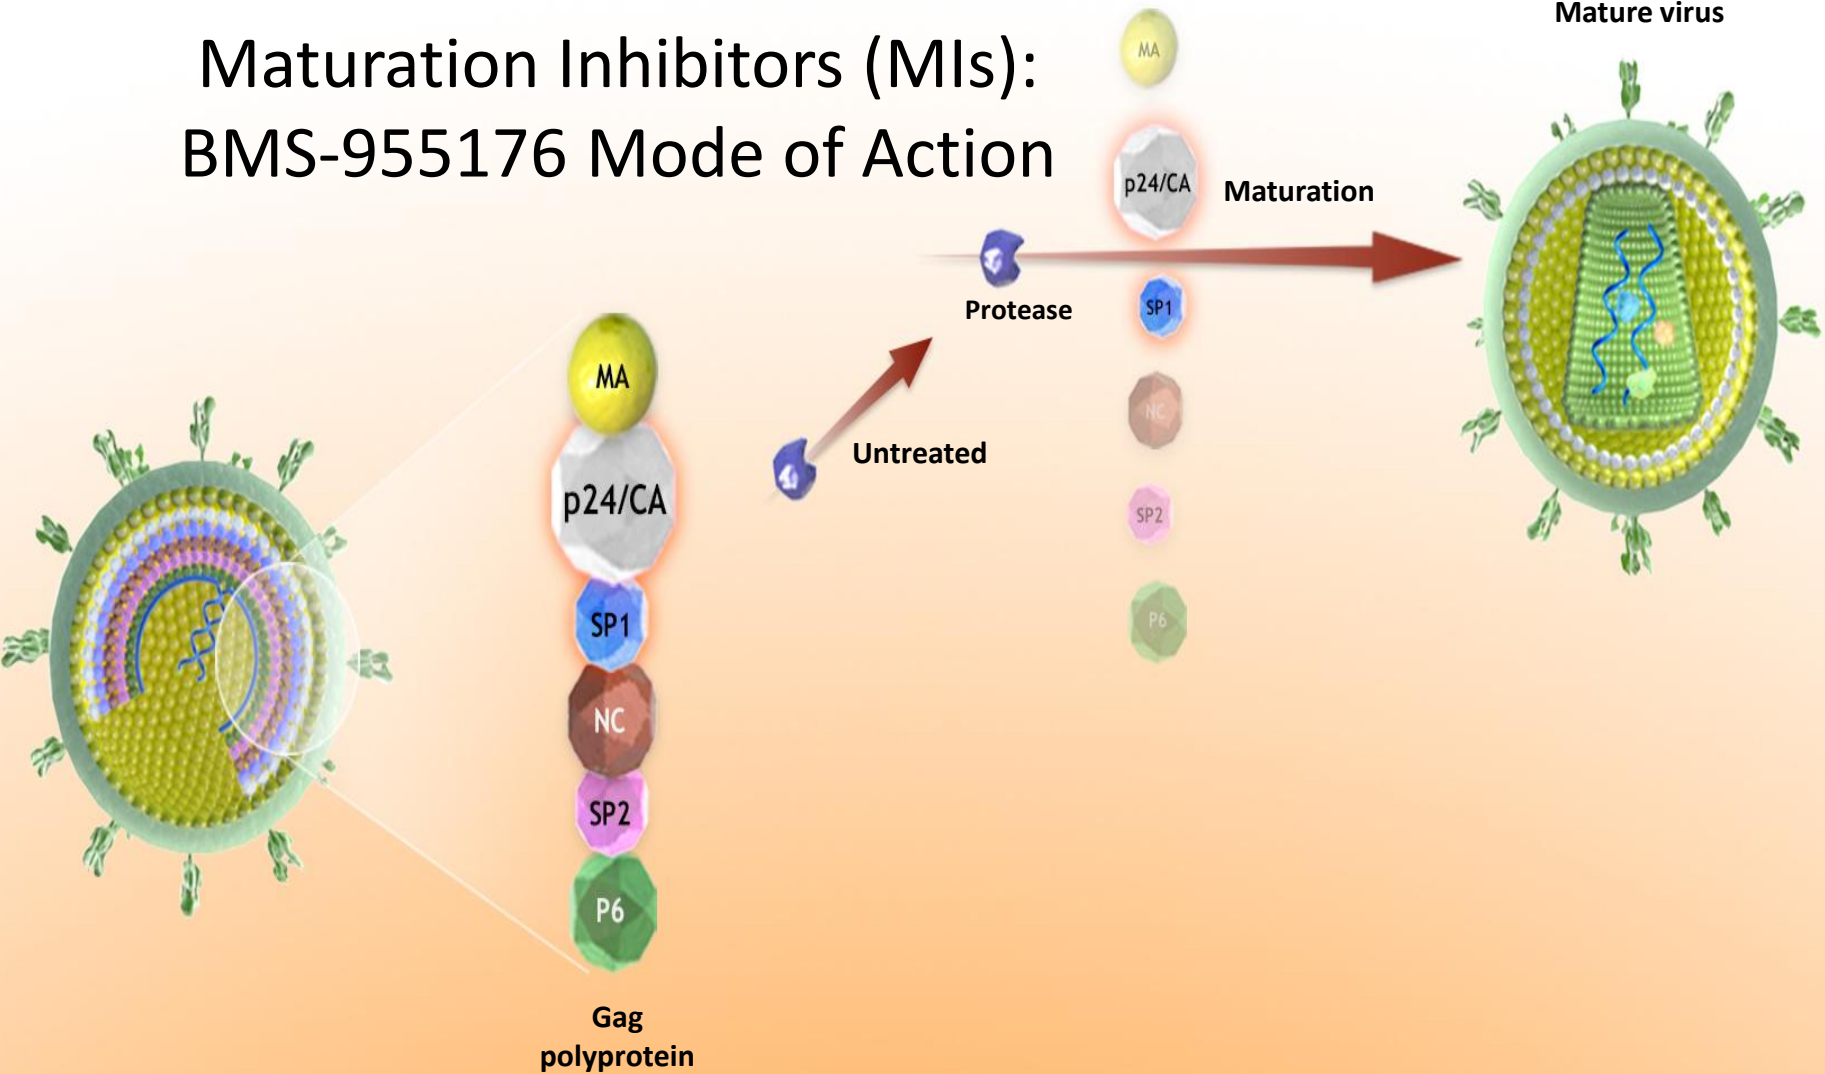 Maturation Inhibitors (MIs):
BMS-955176 Mode of Action
Mature virus
MA
p24/CA
Maturation
Protease
SP1
NC
SP2
P6
Untreated
MA
p24/CA
SP1
NC
SP2
P6
Gag
polyprotein